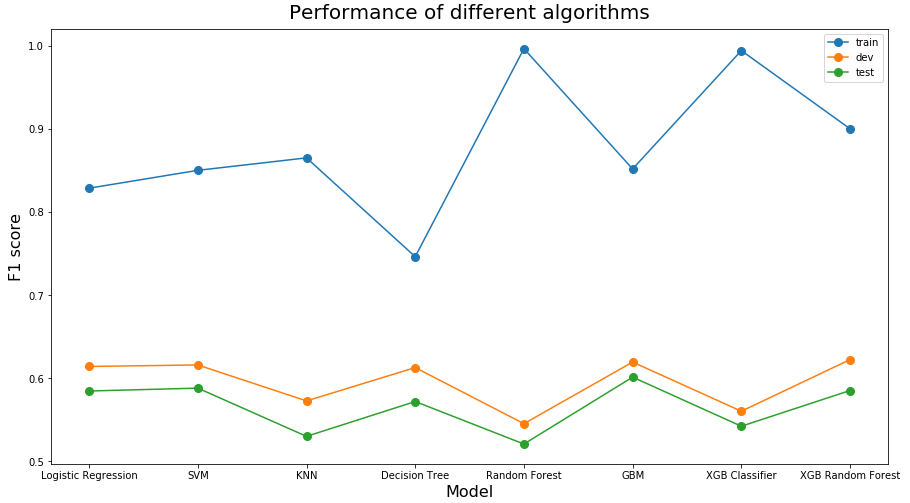 Performance of different algorithms
train
dev
test
F1 score
1.0
0.9
0.8
0.7
0.6
0.5
Logistic Regression SVM KNN Decision Tree Random Forest GBM XGB Classifier XGB Random Forest
Model